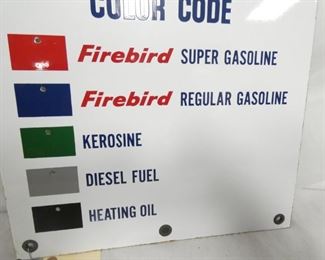 COLOR CODE
Firebird SUPER GASOLINE
Firebird REGULAR GASOLINE
KEROSINE
DIESEL FUEL
HEATING OIL